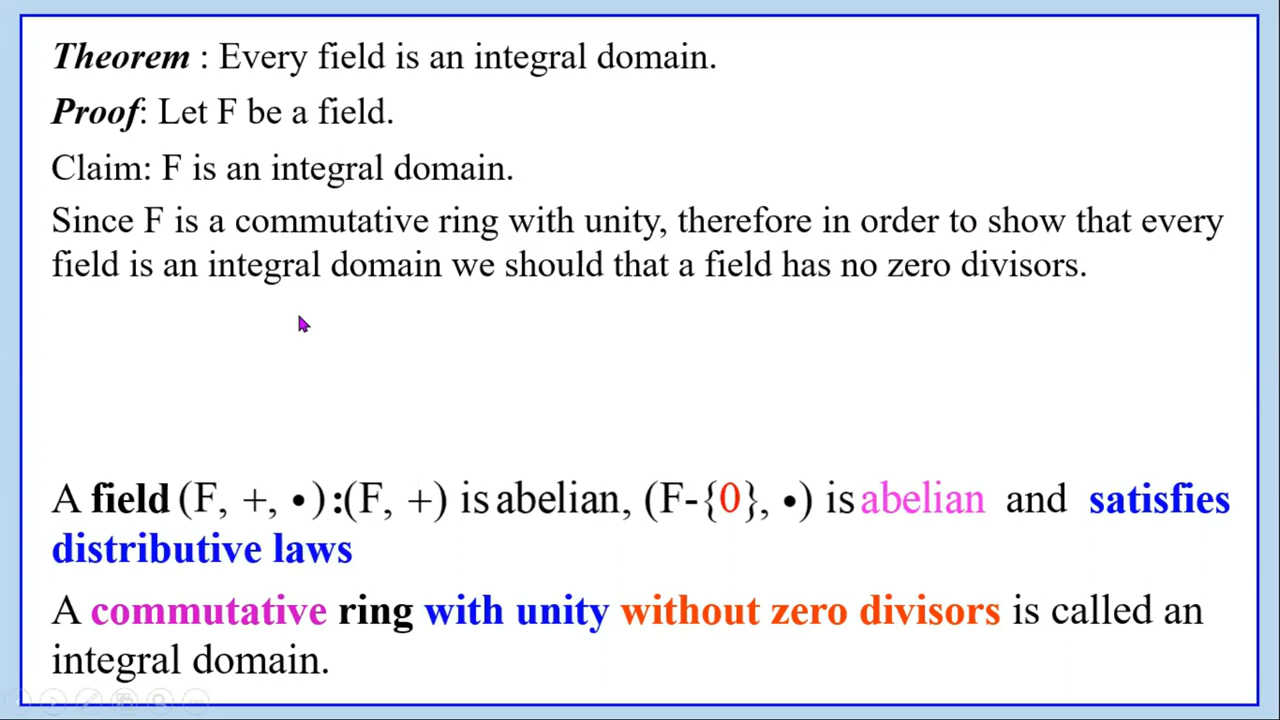 Theorem : Every field is an integral domain.
Proof: Let F be a field.
Claim: F is an integral domain.
Since F is a commutative ring with unity, therefore in order to show that every
field is an integral domain we should that a field has no zero divisors.
A field (F, +, •) :(F, +) is abelian, (F-{0}, •) is abelian and satisfies
distributive laws
A commutative ring with unity without zero divisors is called an
integral domain.